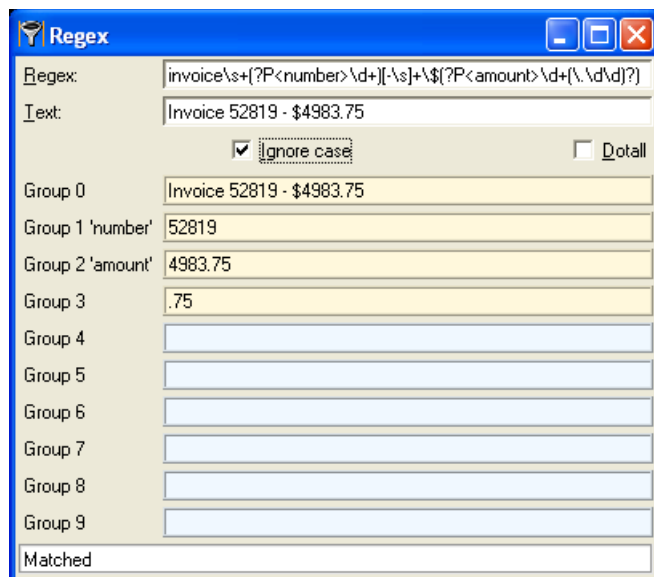 Regex
Regex: invoice\s+(?P<number>\d+)[-\s]+\$(?P<amount>\d+(\.\d\d)?)
Text: Invoice 52819 - $4983.75
Ignore case Dotall
Group 0 Invoice 52819 - $4983.75
Group 1 'number' 52819
Group 2 'amount' 4983.75
Group 3 .75
Group 4
Group 5
Group 6
Group 7
Group 8
Group 9
Matched